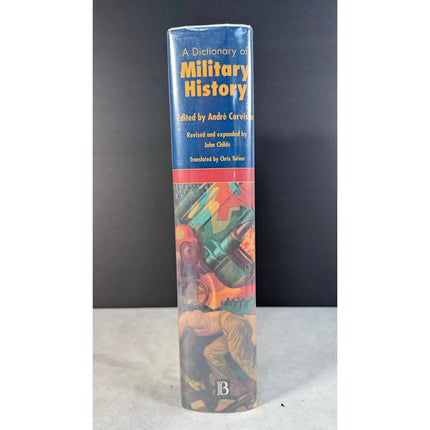 A Dictionary of
Military
History
Edited by André Corvisier
Revised and expanded by
John Childs
Translated by Chris Turner
B